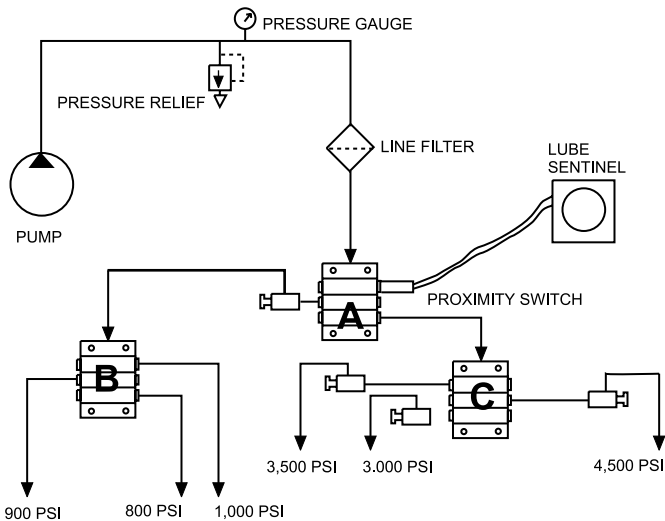 PRESSURE GAUGE
PRESSURE RELIEF
LINE FILTER
LUBE
SENTINEL
PUMP
PROXIMITY SWITCH
A
B
C
3,500 PSI
3.000 PSI
4,500 PSI
900 PSI
800 PSI
1,000 PSI